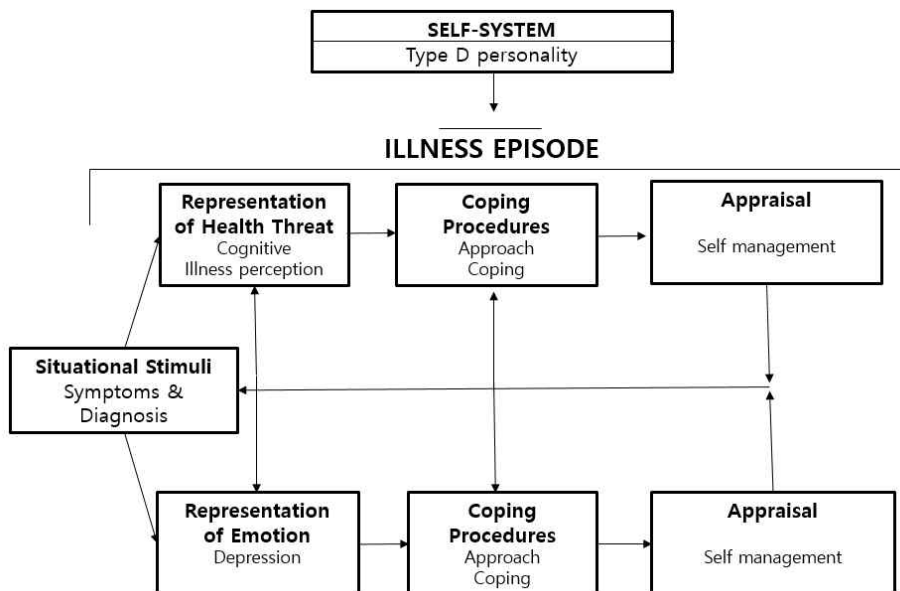 SELF-SYSTEM
Type D personality
ILLNESS EPISODE
Representation
of Health Threat
Cognitive
Illness perception
Coping
Procedures
Approach
Coping
Appraisal
Self management
Situational Stimuli
Symptoms &
Diagnosis
Representation
of Emotion
Depression
Coping
Procedures
Approach
Coping
Appraisal
Self management